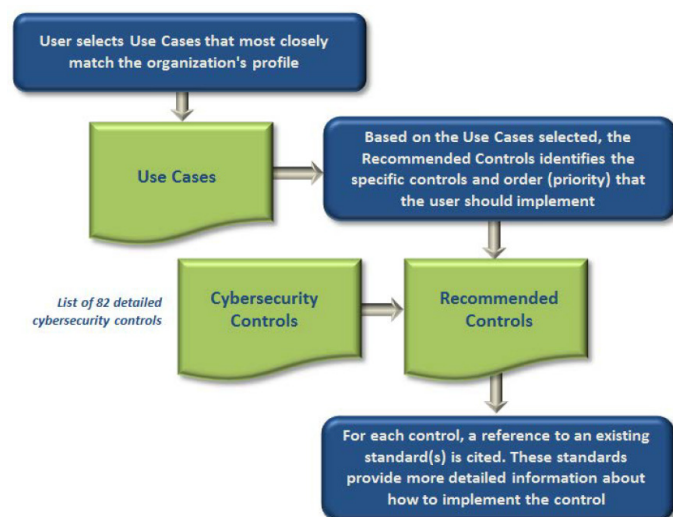 User selects Use Cases that most closely
match the organization's profile
Use Cases
Based on the Use Cases selected, the
Recommended Controls identifies the
specific controls and order (priority) that
the user should implement
List of 82 detailed
cybersecurity controls
Cybersecurity
Controls
Recommended
Controls
For each control, a reference to an existing
standard(s) is cited. These standards
provide more detailed information about
how to implement the control